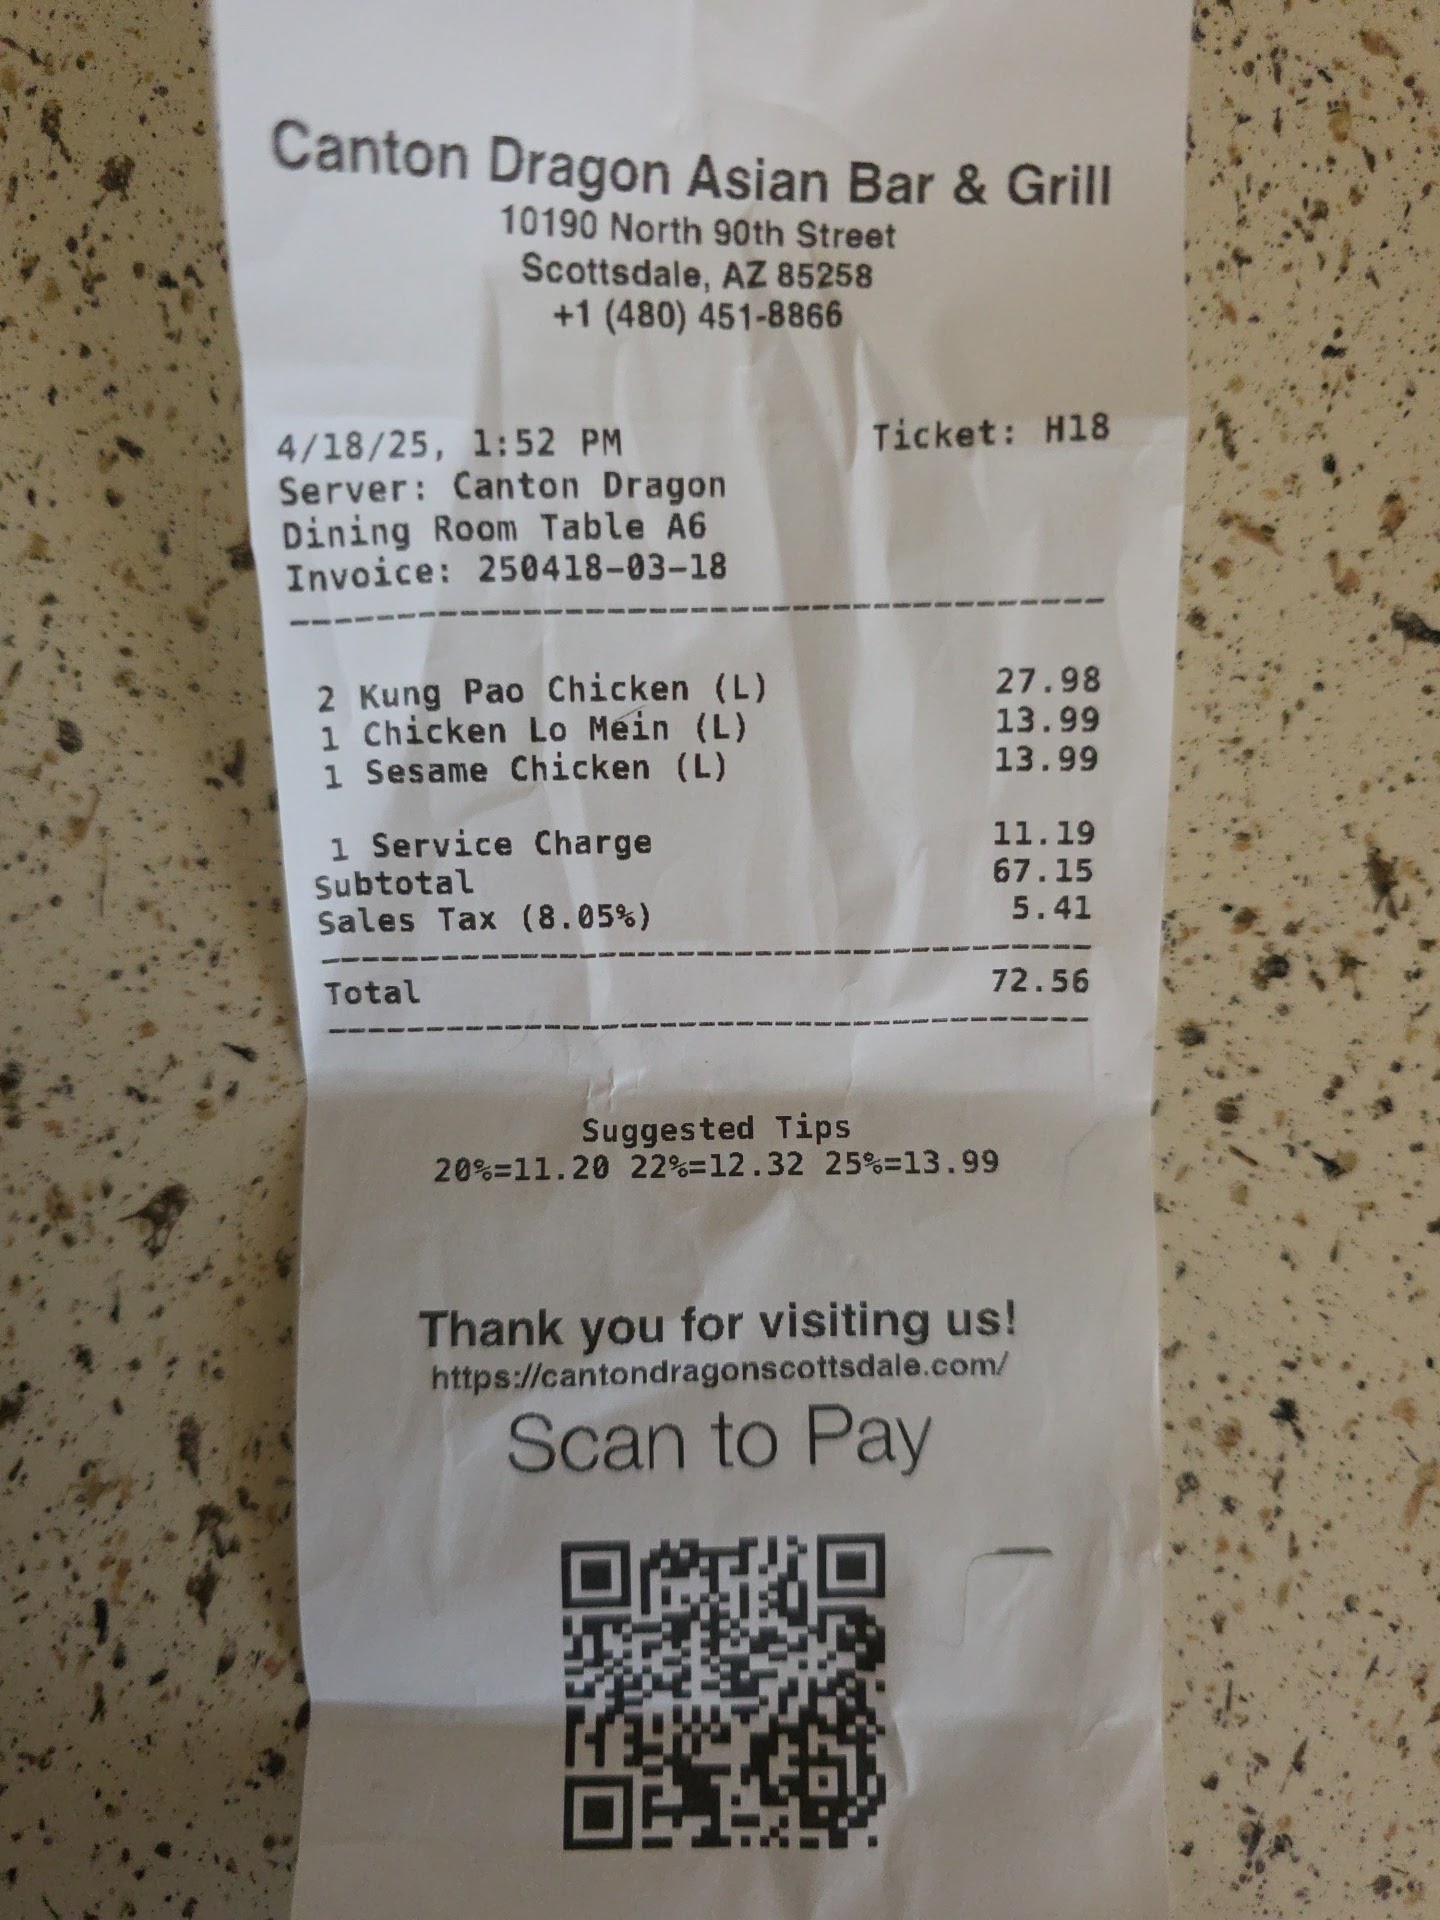 Canton Dragon Asian Bar & Grill
10190 North 90th Street
Scottsdale, AZ 85258
+1 (480) 451-8866
4/18/25, 1:52 PM Ticket: H18
Server: Canton Dragon
Dining Room Table A6
Invoice: 250418-03-18
2 Kung Pao Chicken (L) 27.98
1 Chicken Lo Mein (L) 13.99
1 Sesame Chicken (L) 13.99
1 Service Charge 11.19
Subtotal 67.15
Sales Tax (8.05%) 5.41
Total 72.56
Suggested Tips
20%=11.20 22%=12.32 25%=13.99
Thank you for visiting us!
https://cantondragonscottsdale.com/
Scan to Pay